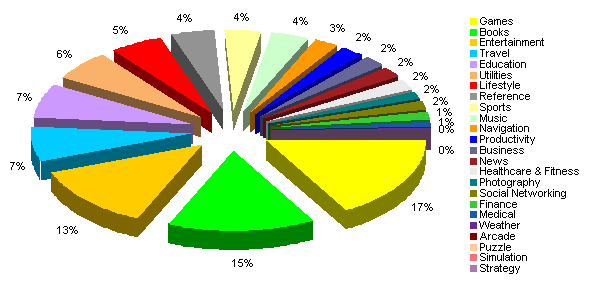 4%
4%
4%
3%
2%
2%
2%
2%
2%
2%
1%
1%
0%
0%
5%
6%
7%
7%
13%
15%
17%
Games
Books
Entertainment
Travel
Education
Utilities
Lifestyle
Reference
Sports
Music
Navigation
Productivity
Business
News
Healthcare & Fitness
Photography
Social Networking
Finance
Medical
Weather
Arcade
Puzzle
Simulation
Strategy